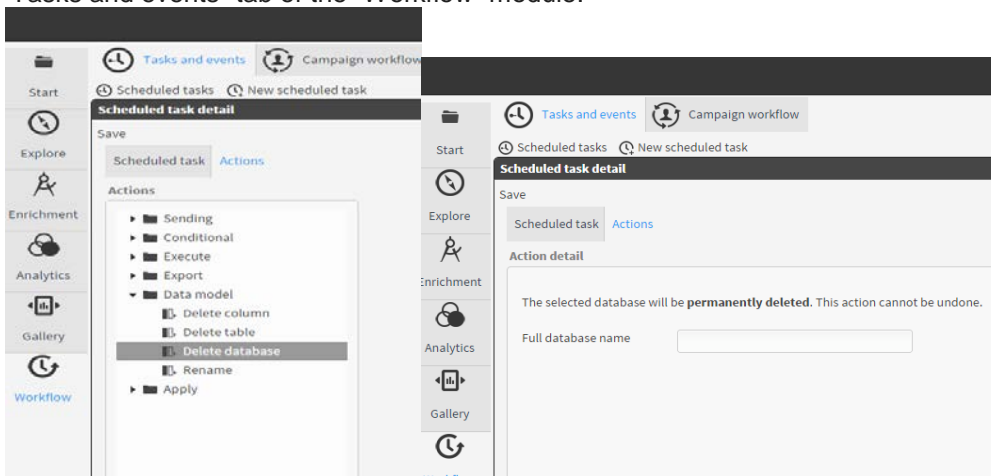 "Tasks and events" tab of the "Workflow" module.
Tasks and events Campaign workflow
Scheduled tasks New scheduled task
Scheduled task detail
Save
Scheduled task Actions
Actions
Sending
Conditional
Execute
Export
Data model
Delete column
Delete table
Delete database
Rename
Apply
Start
Explore
Enrichment
Analytics
Gallery
Workflow
Tasks and events Campaign workflow
Scheduled tasks New scheduled task
Scheduled task detail
Save
Scheduled task Actions
Action detail
The selected database will be permanently deleted. This action cannot be undone.
Full database name
Start
Explore
Enrichment
Analytics
Gallery